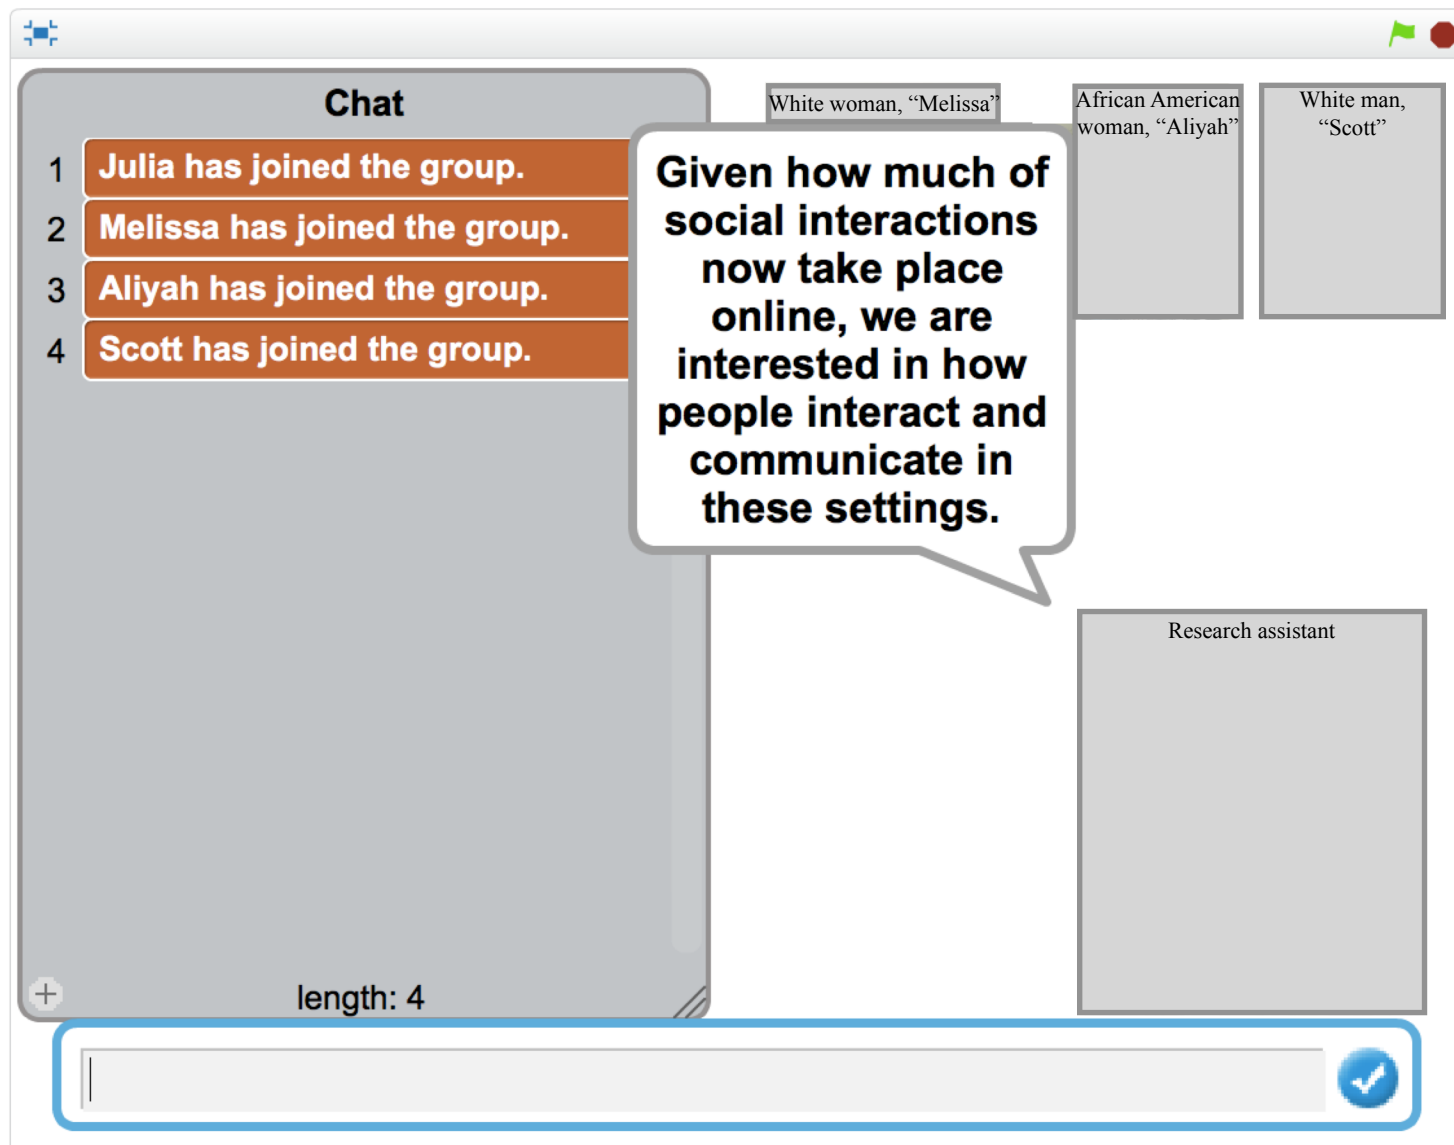 Chat
1 Julia has joined the group.
2 Melissa has joined the group.
3 Aliyah has joined the group.
4 Scott has joined the group.
length: 4
White woman, “Melissa”
African American
woman, “Aliyah”
White man,
“Scott”
Given how much of
social interactions
now take place
online, we are
interested in how
people interact and
communicate in
these settings.
Research assistant